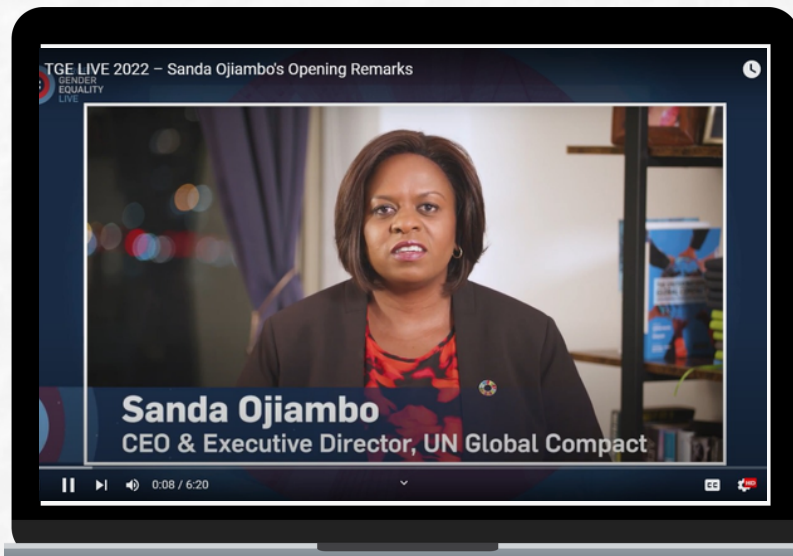 TGE LIVE 2022 – Sanda Ojiambo's Opening Remarks
GENDER
EQUALITY
LIVE
Sanda Ojiambo
CEO & Executive Director, UN Global Compact
0:08 / 6:20
CC
HD